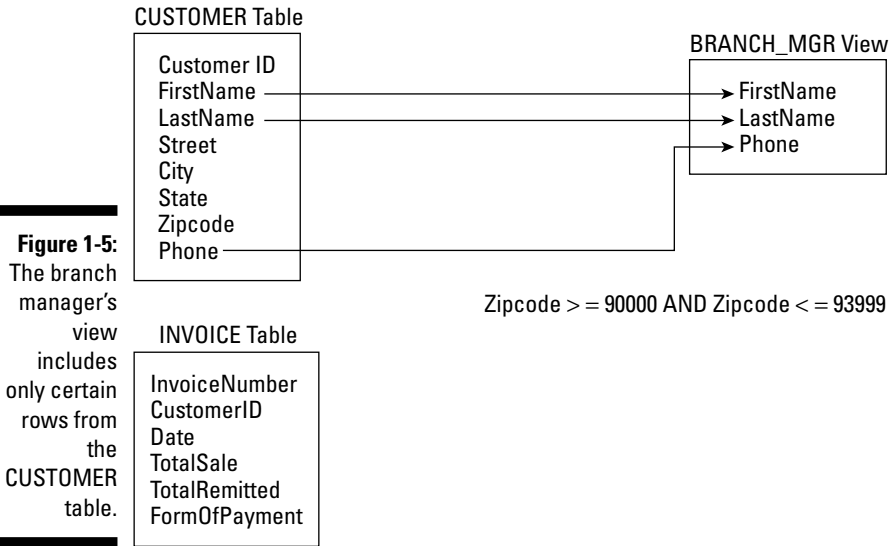 CUSTOMER Table
Customer ID
FirstName
LastName
Street
City
State
Zipcode
Phone
BRANCH_MGR View
FirstName
LastName
Phone
Zipcode > = 90000 AND Zipcode < = 93999
INVOICE Table
InvoiceNumber
CustomerID
Date
TotalSale
TotalRemitted
FormOfPayment
Figure 1-5:
The branch
manager's
view
includes
only certain
rows from
the
CUSTOMER
table.